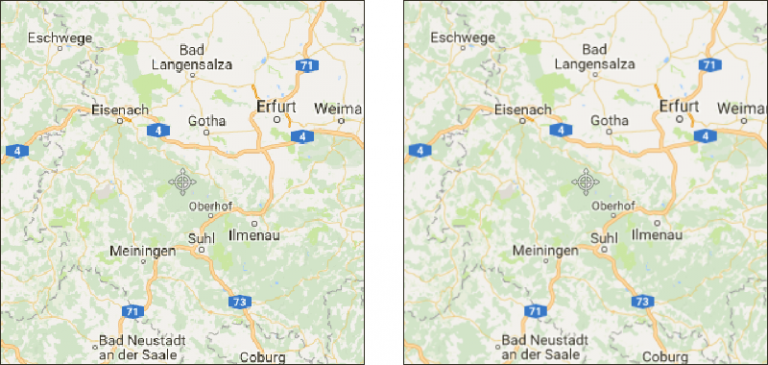 Eschwege
Bad
Langensalza
71
Eisenach
4
Gotha
Erfurt
Weima
4
4
Oberhof
Suhl
Ilmenau
Meiningen
71
73
Bad Neustadt
an der Saale
Coburg
Eschwege
Bad
Langensalza
71
Eisenach
4
Gotha
Erfurt
Weimar
4
4
Oberhof
Suhl
Ilmenau
Meiningen
71
73
Bad Neustadt
an der Saale
Coburg